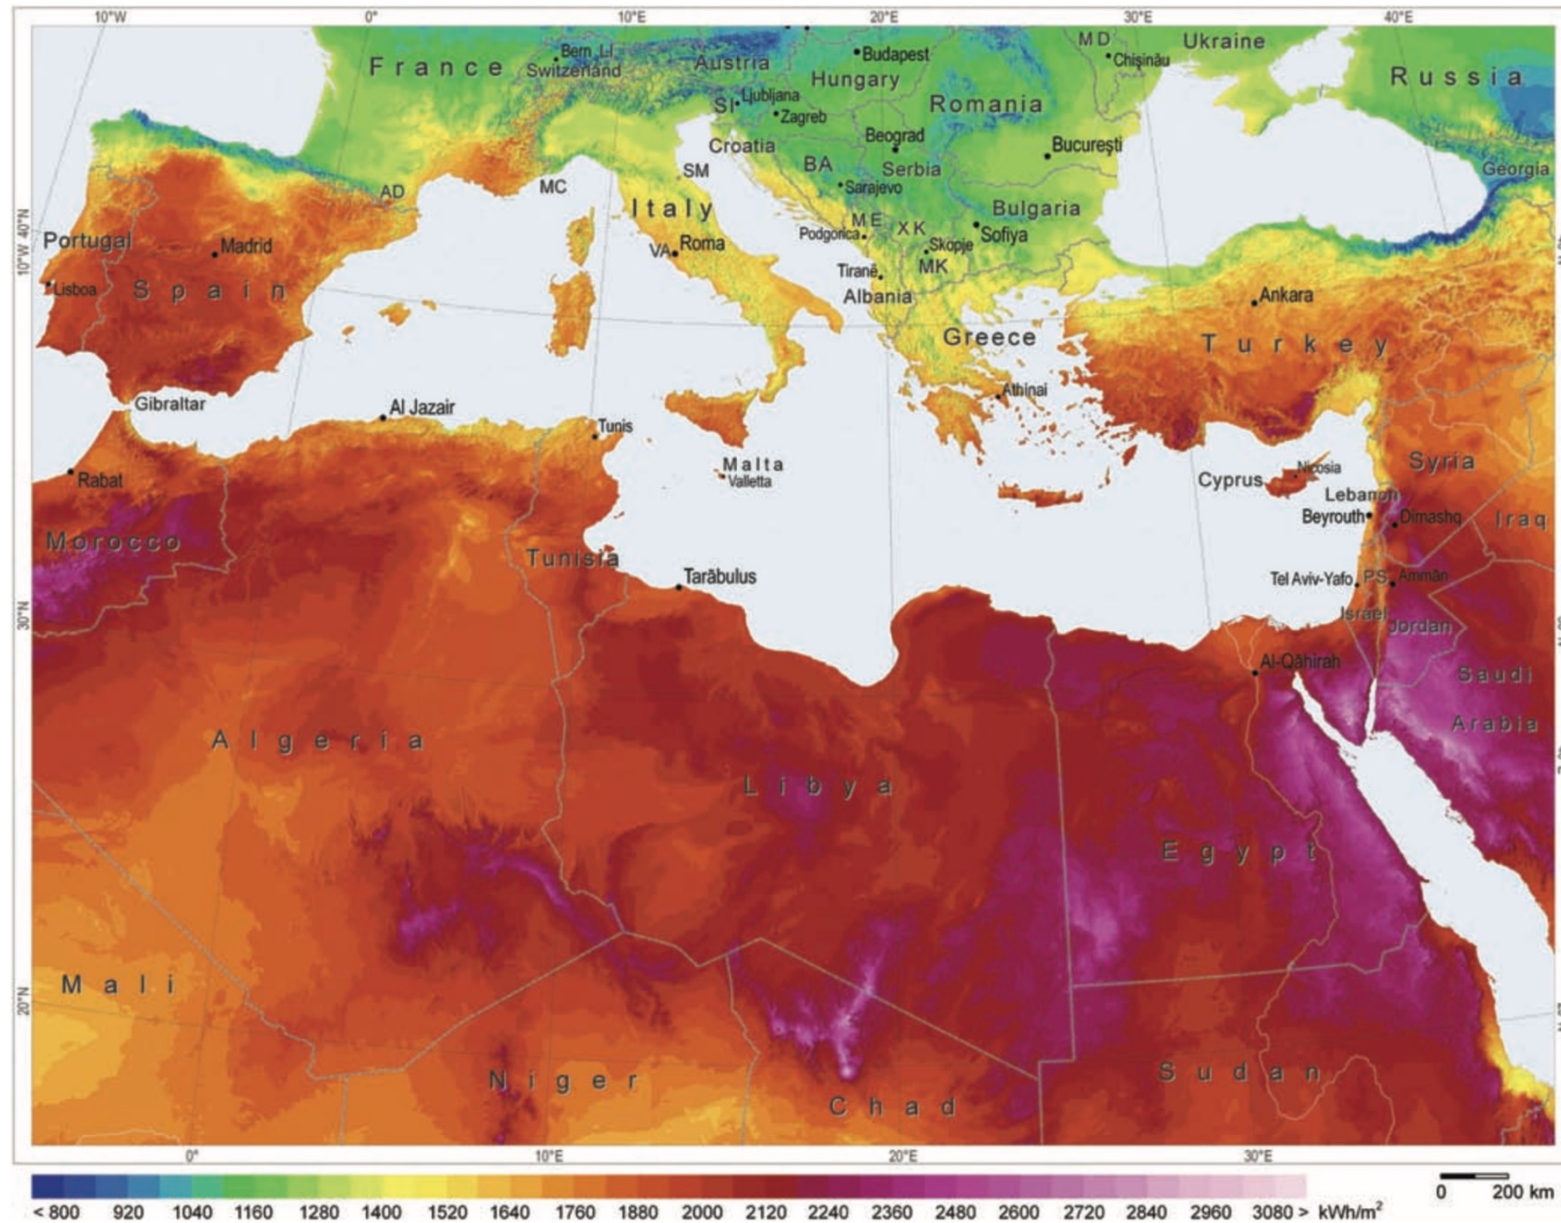 10°W 0° 10°E 20°E 30°E 40°E
France
Bern LI
Switzerland
Austria
Budapest
Hungary
MD
Chişinău
Ukraine
Russia
SI
Ljubljana
Zagreb
Romania
Croatia
Beograd
Bucureşti
SM
BA
Serbia
Georgia
AD
MC
Sarajevo
Italy
ME
XK
Bulgaria
40°N
10°W
Portugal
Madrid
VA
Roma
Podgorica
Skopje
Sofiya
MK
Lisboa
Spain
Tiranë
Albania
Ankara
Greece
Turkey
Gibraltar
Al Jazair
Athínai
Tunis
Rabat
Malta
Valletta
Cyprus
Nicosia
Syria
Lebanon
Beyrouth
Dimashq
Iraq
Morocco
Tunisia
Tarābulus
Tel Aviv-Yafo
PS
Ammān
30°N
Israel
Jordan
Al-Qāhirah
Saudi
Arabia
Algeria
Libya
Egypt
Mali
20°N
Niger
Chad
Sudan
0° 10°E 20°E 30°E
< 800 920 1040 1160 1280 1400 1520 1640 1760 1880 2000 2120 2240 2360 2480 2600 2720 2840 2960 3080 > kWh/m²
0 200 km